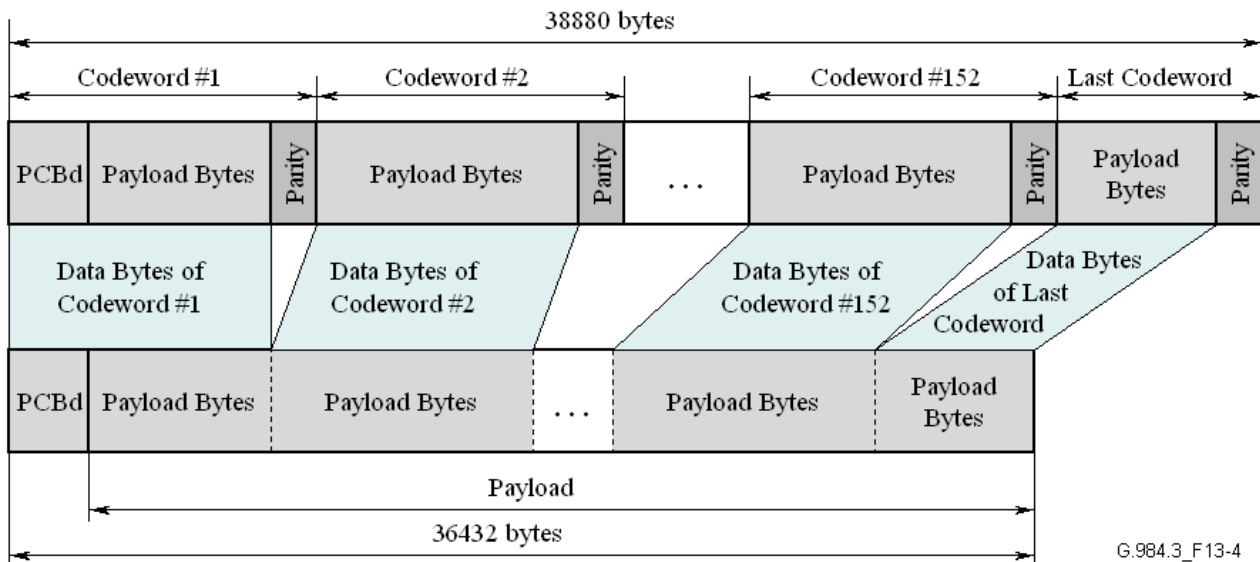 38880 bytes
Codeword #1
Codeword #2
Codeword #152
Last Codeword
PCBd
Payload Bytes
Parity
Payload Bytes
Parity
...
Payload Bytes
Parity
Payload
Bytes
Parity
Data Bytes of
Codeword #1
Data Bytes of
Codeword #2
Data Bytes of
Codeword #152
Data Bytes
of Last
Codeword
PCBd
Payload Bytes
Payload Bytes
...
Payload Bytes
Payload
Bytes
Payload
36432 bytes
G.984.3_F13-4